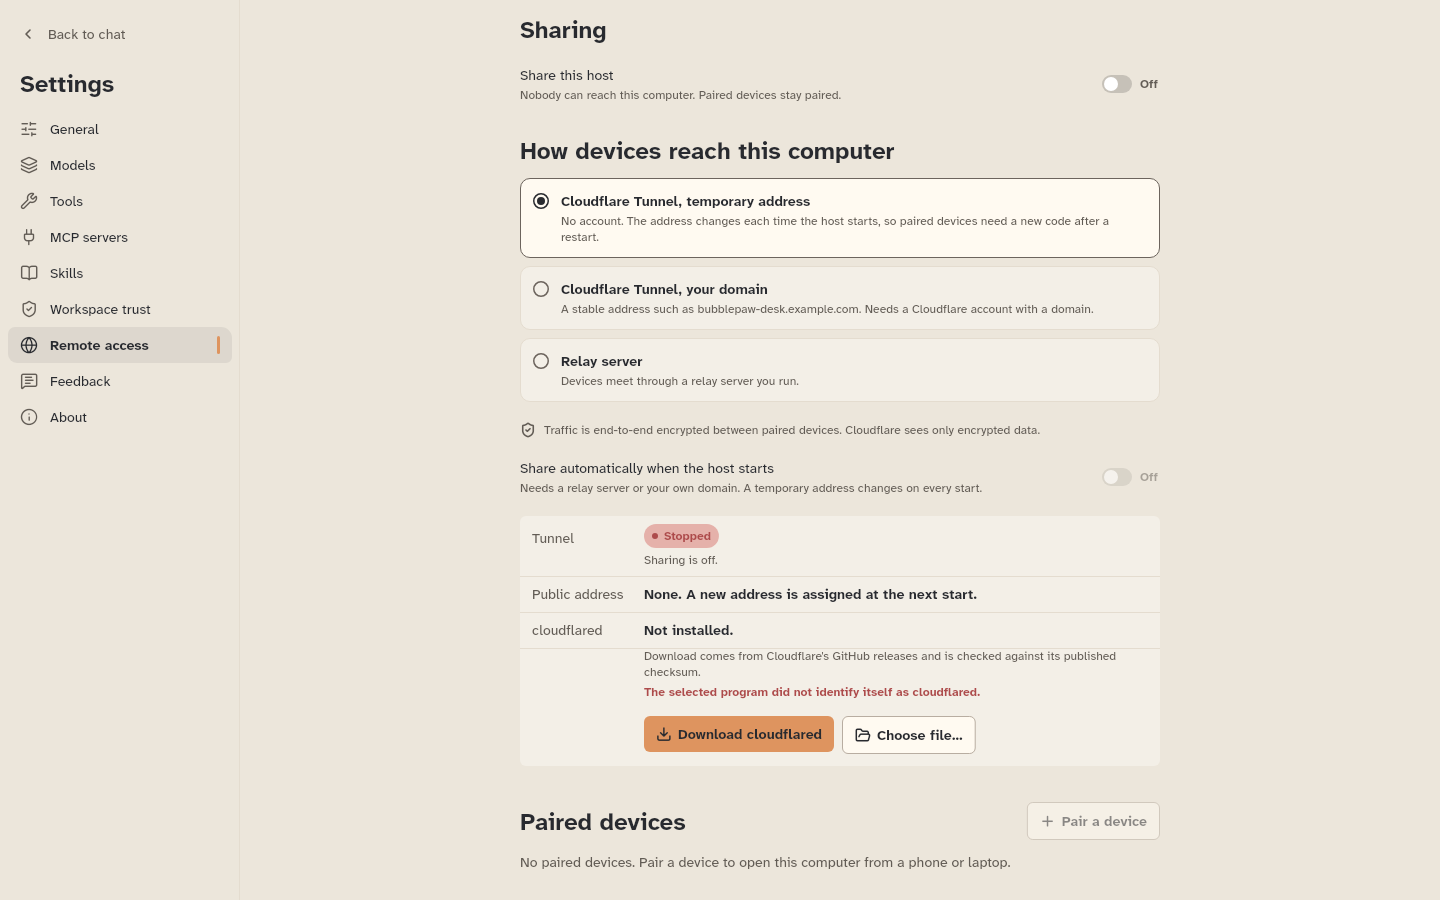 Back to chat
Settings
General
Models
Tools
MCP servers
Skills
Workspace trust
Remote access
Feedback
About
Sharing
Share this host
Nobody can reach this computer. Paired devices stay paired.
Off
How devices reach this computer
Cloudflare Tunnel, temporary address
No account. The address changes each time the host starts, so paired devices need a new code after a
restart.
Cloudflare Tunnel, your domain
A stable address such as bubblepaw-desk.example.com. Needs a Cloudflare account with a domain.
Relay server
Devices meet through a relay server you run.
Traffic is end-to-end encrypted between paired devices. Cloudflare sees only encrypted data.
Share automatically when the host starts
Needs a relay server or your own domain. A temporary address changes on every start.
Off
Tunnel
Stopped
Sharing is off.
Public address
None. A new address is assigned at the next start.
cloudflared
Not installed.
Download comes from Cloudflare's GitHub releases and is checked against its published
checksum.
The selected program did not identify itself as cloudflared.
Download cloudflared
Choose file...
Paired devices
Pair a device
No paired devices. Pair a device to open this computer from a phone or laptop.